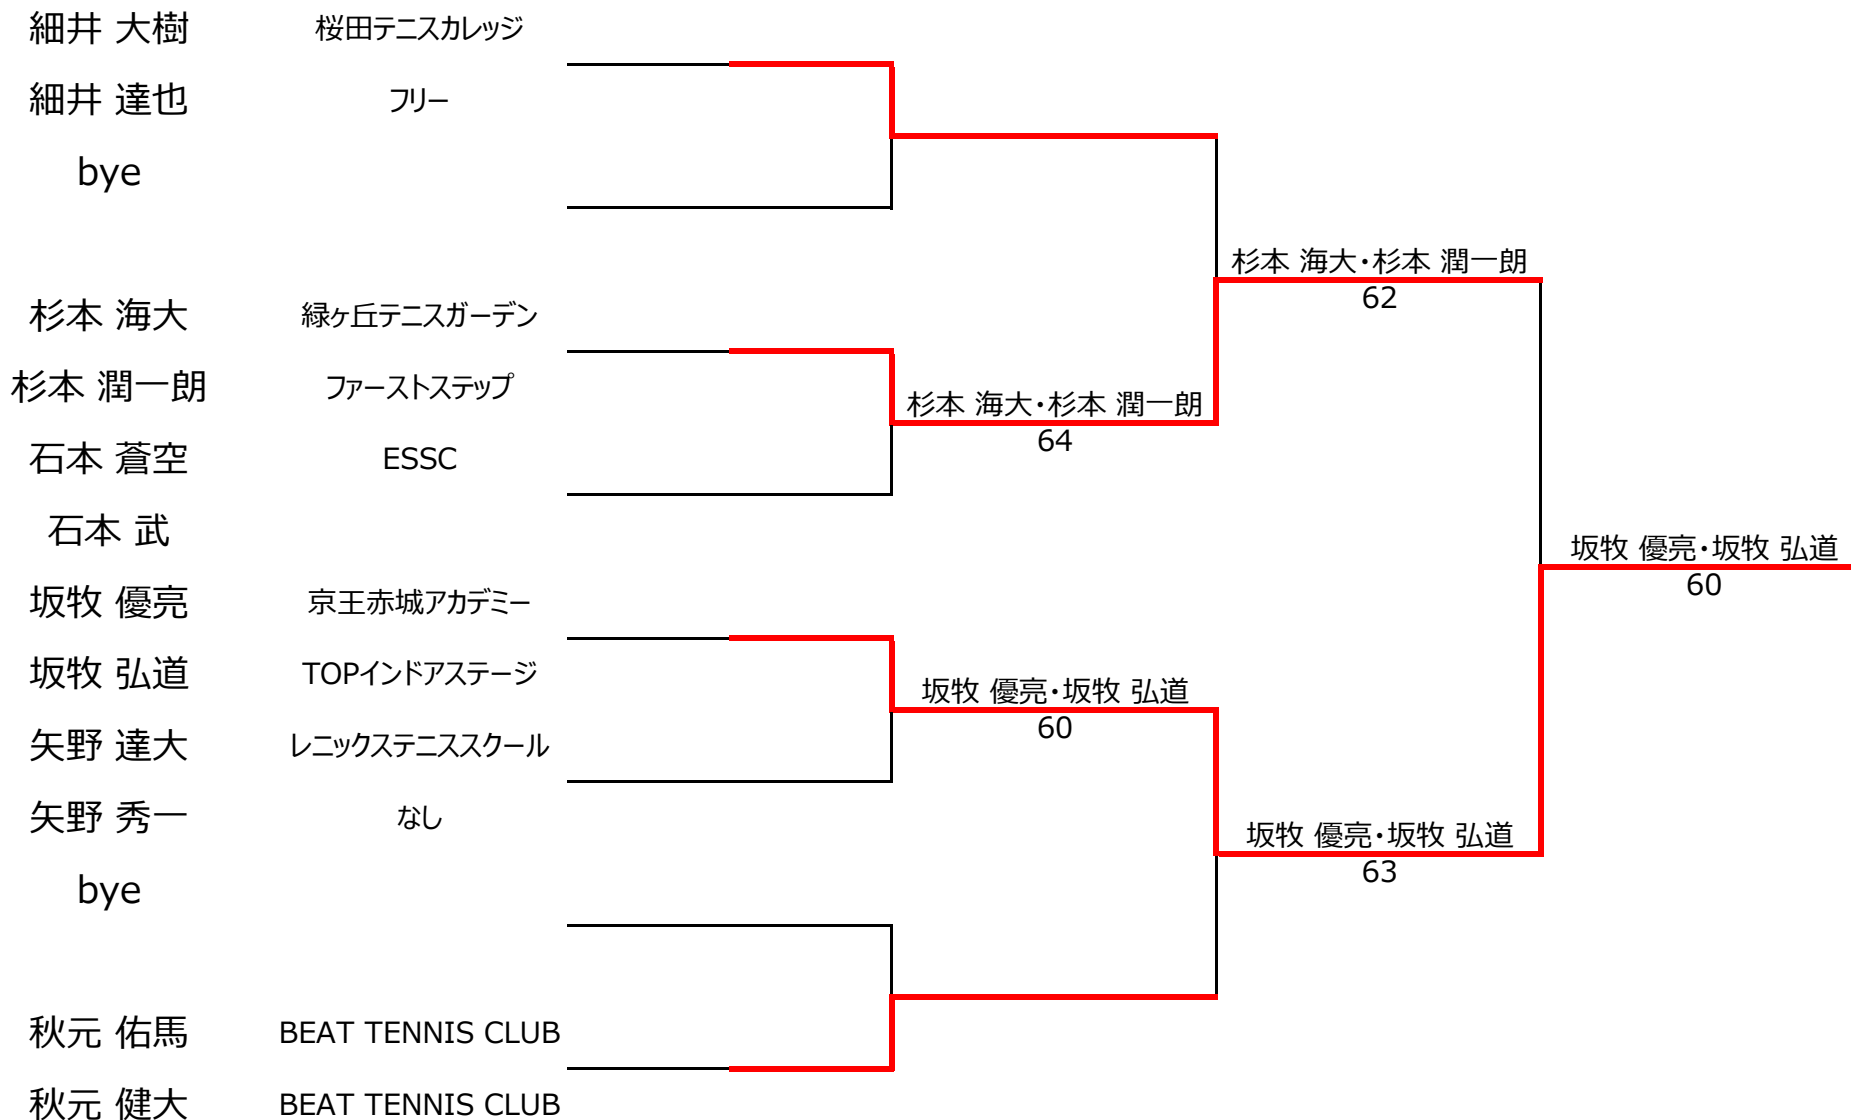 細井 大樹 桜田テニスカレッジ
細井 達也 フリー
bye
杉本 海大・杉本 潤一朗
62
杉本 海大 緑ヶ丘テニスガーデン
杉本 潤一朗 ファーストステップ
杉本 海大・杉本 潤一朗
64
石本 蒼空 ESSC
石本 武
坂牧 優亮・坂牧 弘道
60
坂牧 優亮 京王赤城アカデミー
坂牧 弘道 TOPインドアステージ
坂牧 優亮・坂牧 弘道
60
矢野 達大 レニックステニススクール
矢野 秀一 なし
坂牧 優亮・坂牧 弘道
63
bye
秋元 佑馬 BEAT TENNIS CLUB
秋元 健大 BEAT TENNIS CLUB